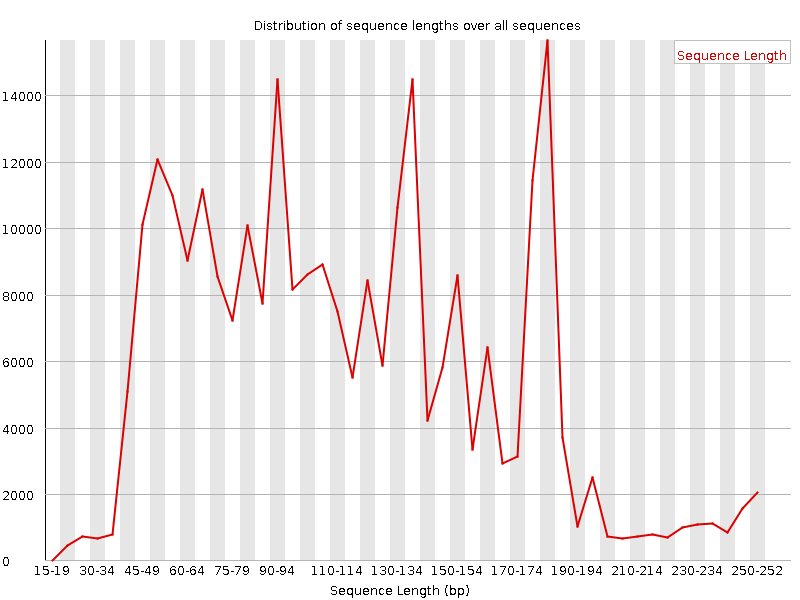 Distribution of sequence lengths over all sequences
Sequence Length
14000
12000
10000
8000
6000
4000
2000
0
15-19 30-34 45-49 60-64 75-79 90-94 110-114 130-134 150-154 170-174 190-194 210-214 230-234 250-252
Sequence Length (bp)